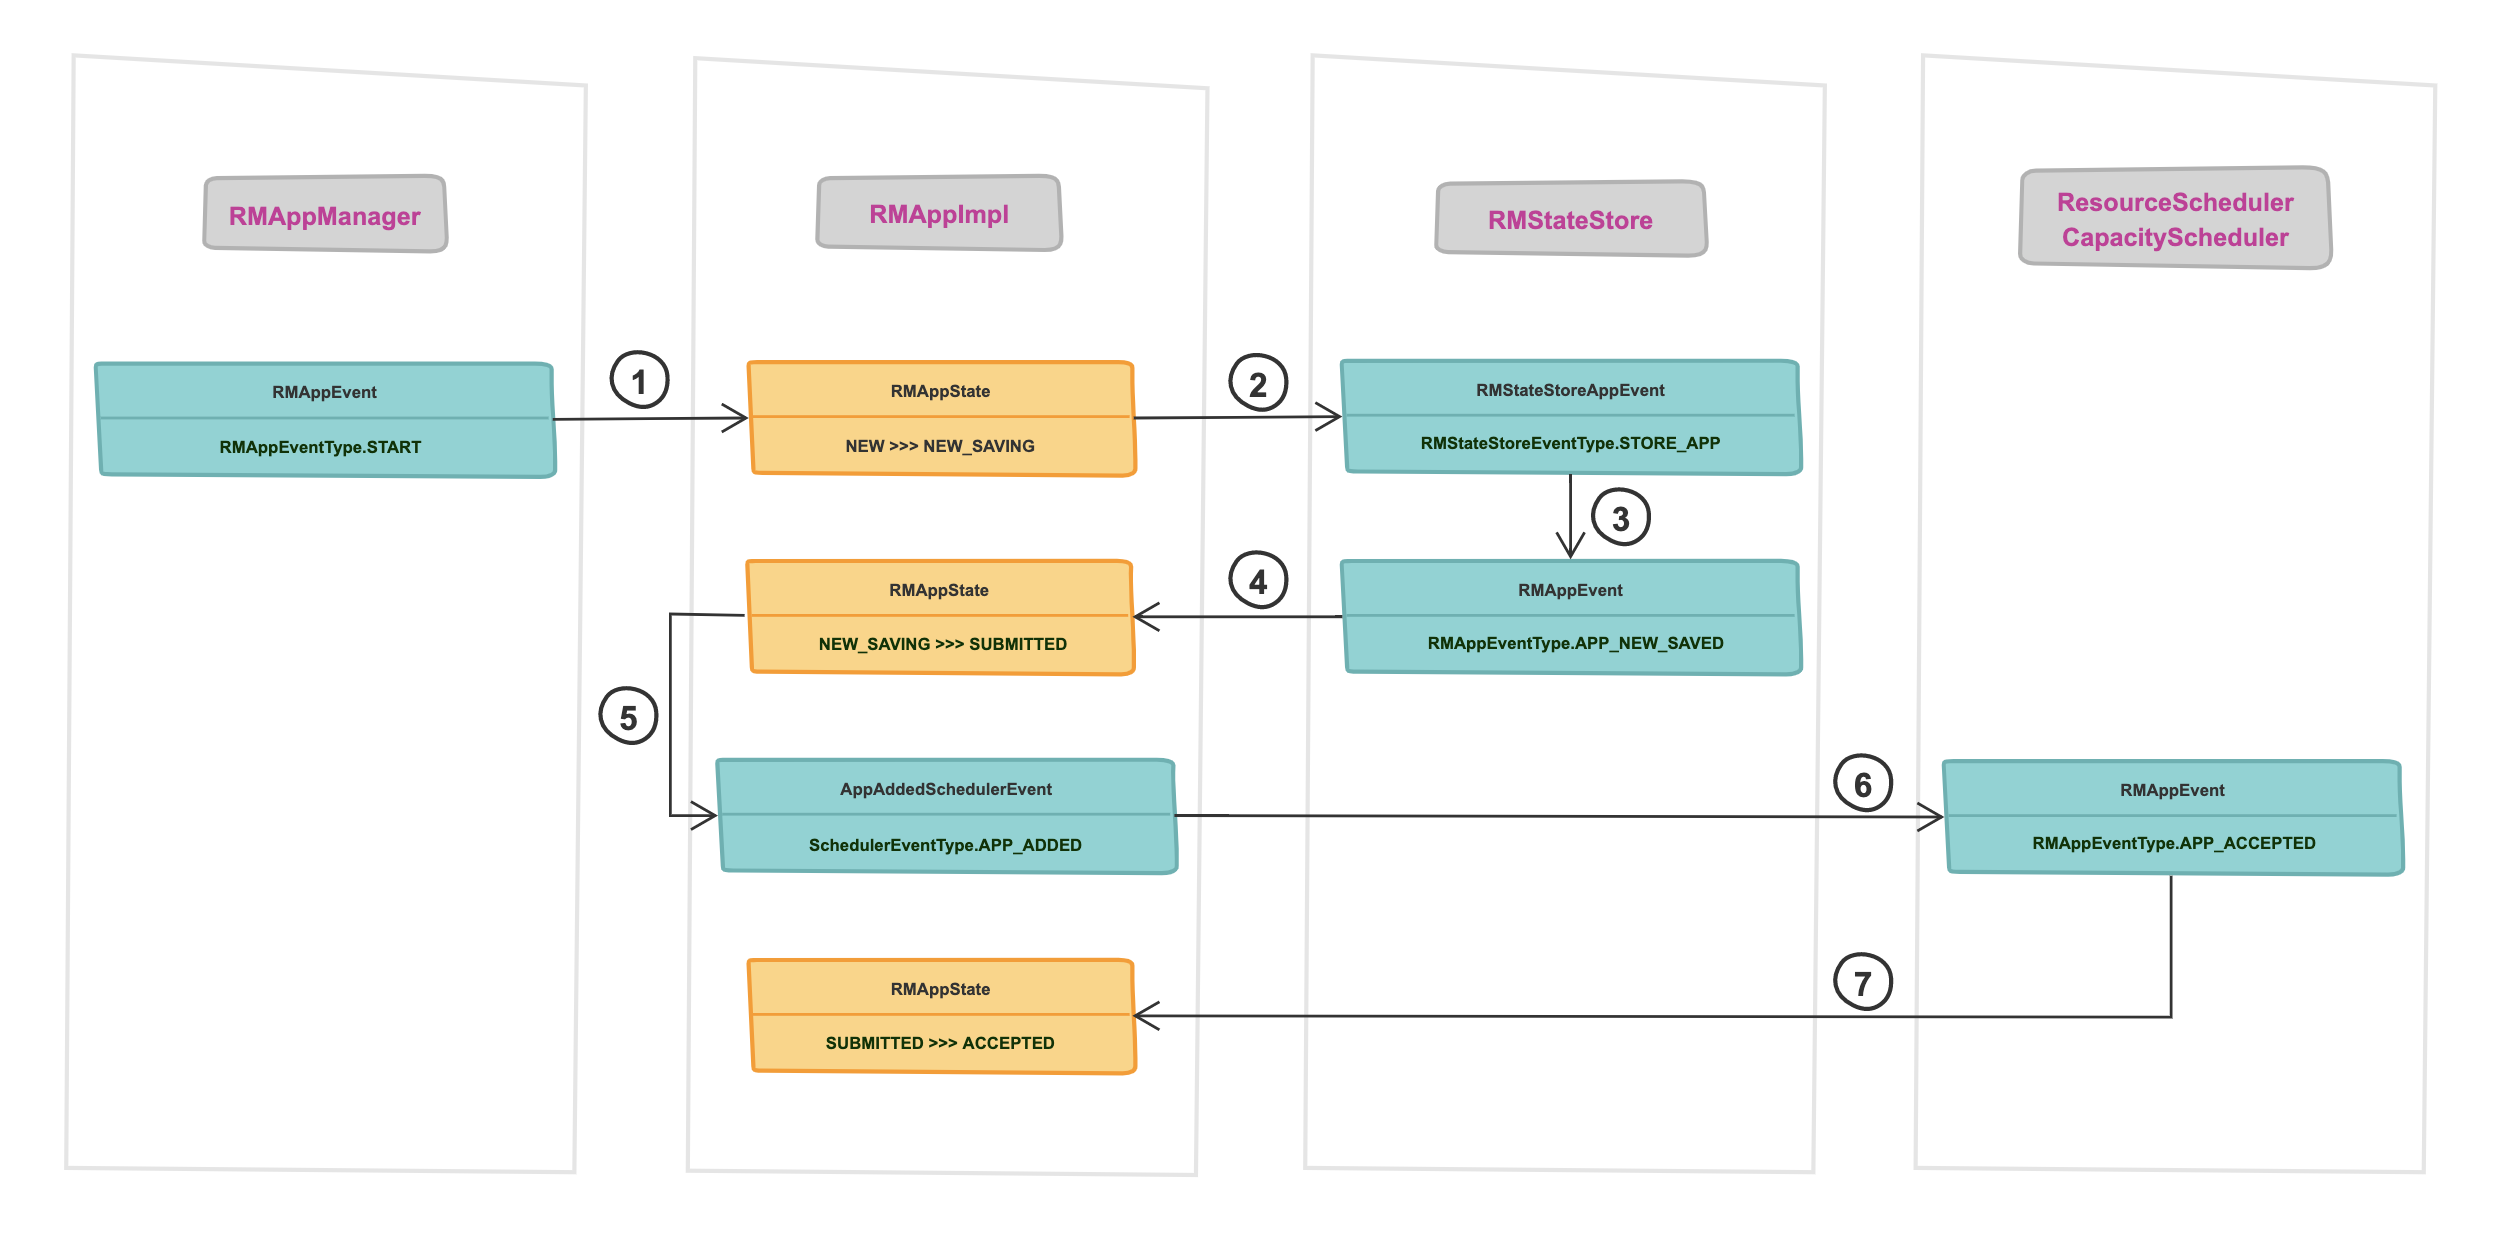 RMAppManager
RMAppImpl
RMStateStore
ResourceScheduler
CapacityScheduler
RMAppEvent
RMAppEventType.START
1
RMAppState
NEW >>> NEW_SAVING
2
RMStateStoreAppEvent
RMStateStoreEventType.STORE_APP
3
RMAppState
NEW_SAVING >>> SUBMITTED
4
RMAppEvent
RMAppEventType.APP_NEW_SAVED
5
AppAddedSchedulerEvent
SchedulerEventType.APP_ADDED
6
RMAppEvent
RMAppEventType.APP_ACCEPTED
RMAppState
SUBMITTED >>> ACCEPTED
7